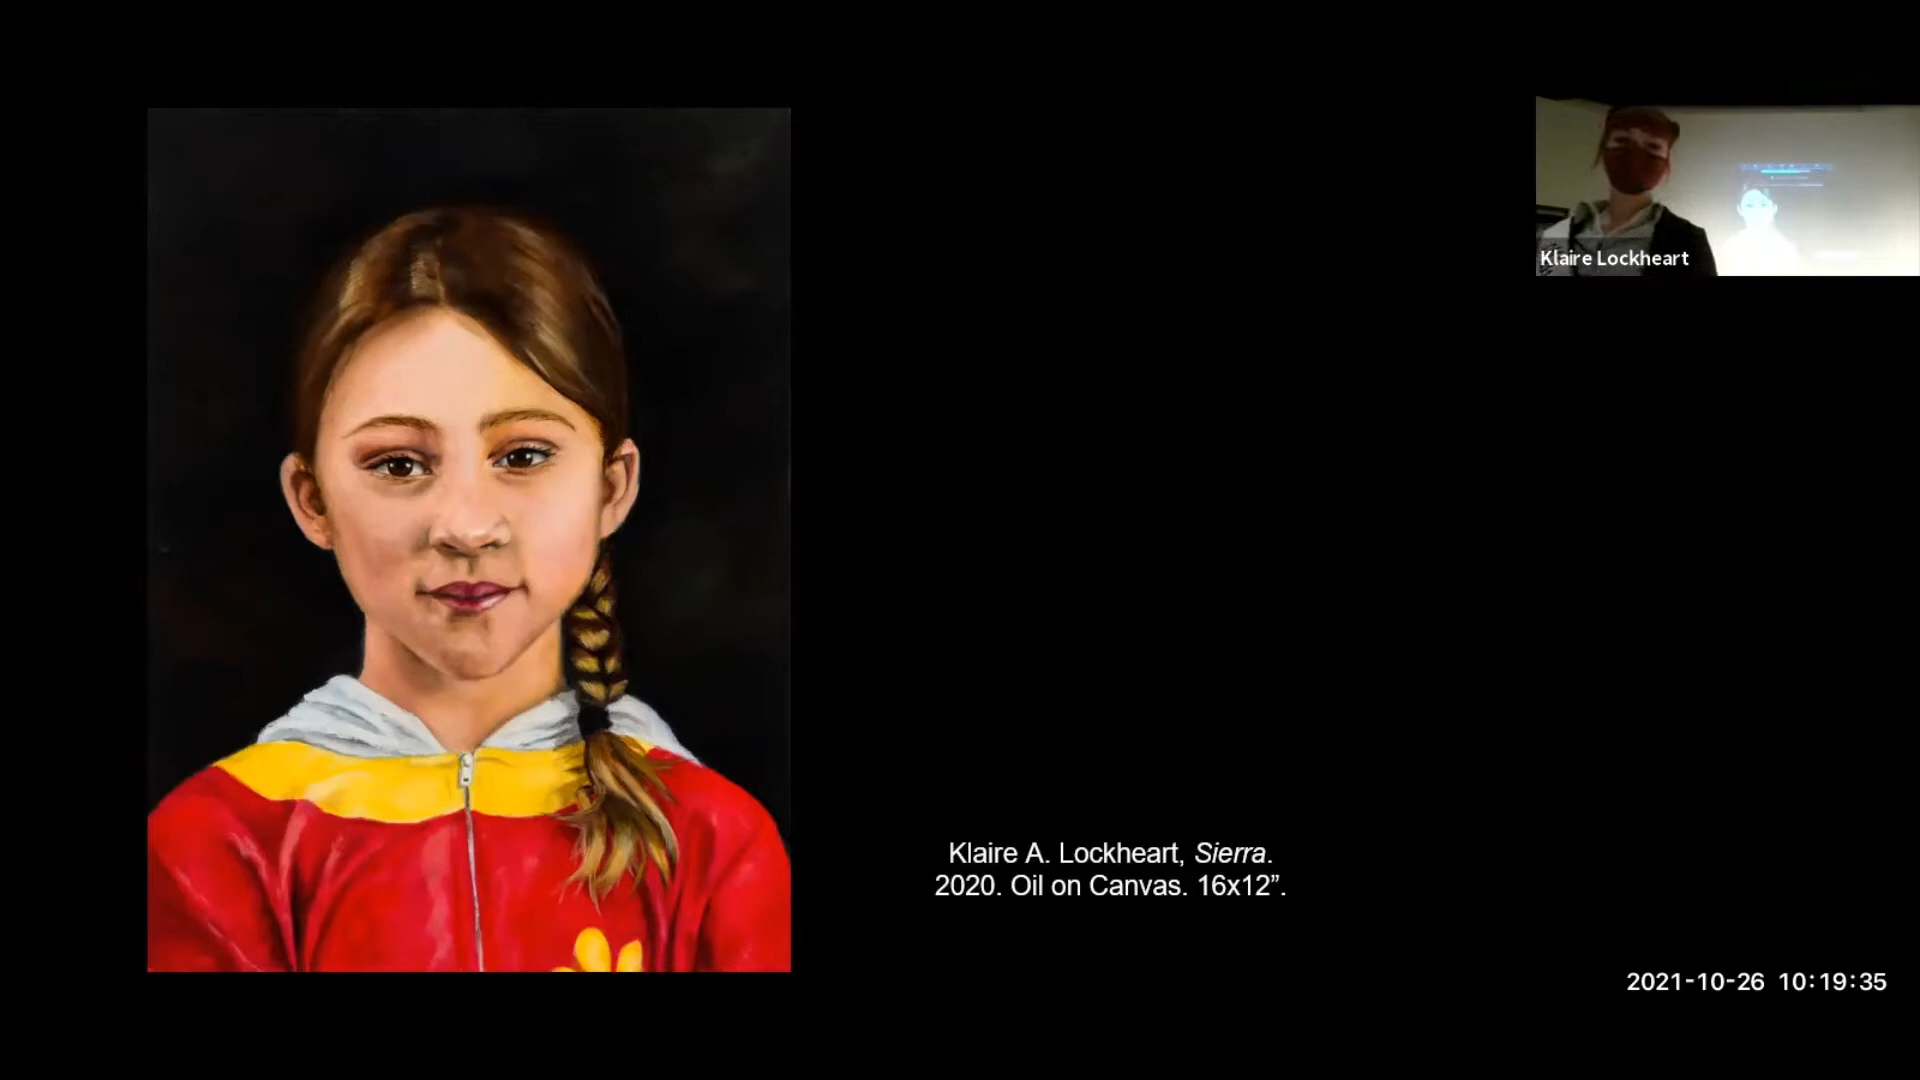 Klaire Lockheart
Klaire A. Lockheart, Sierra.
2020. Oil on Canvas. 16x12”.
2021-10-26 10:19:35